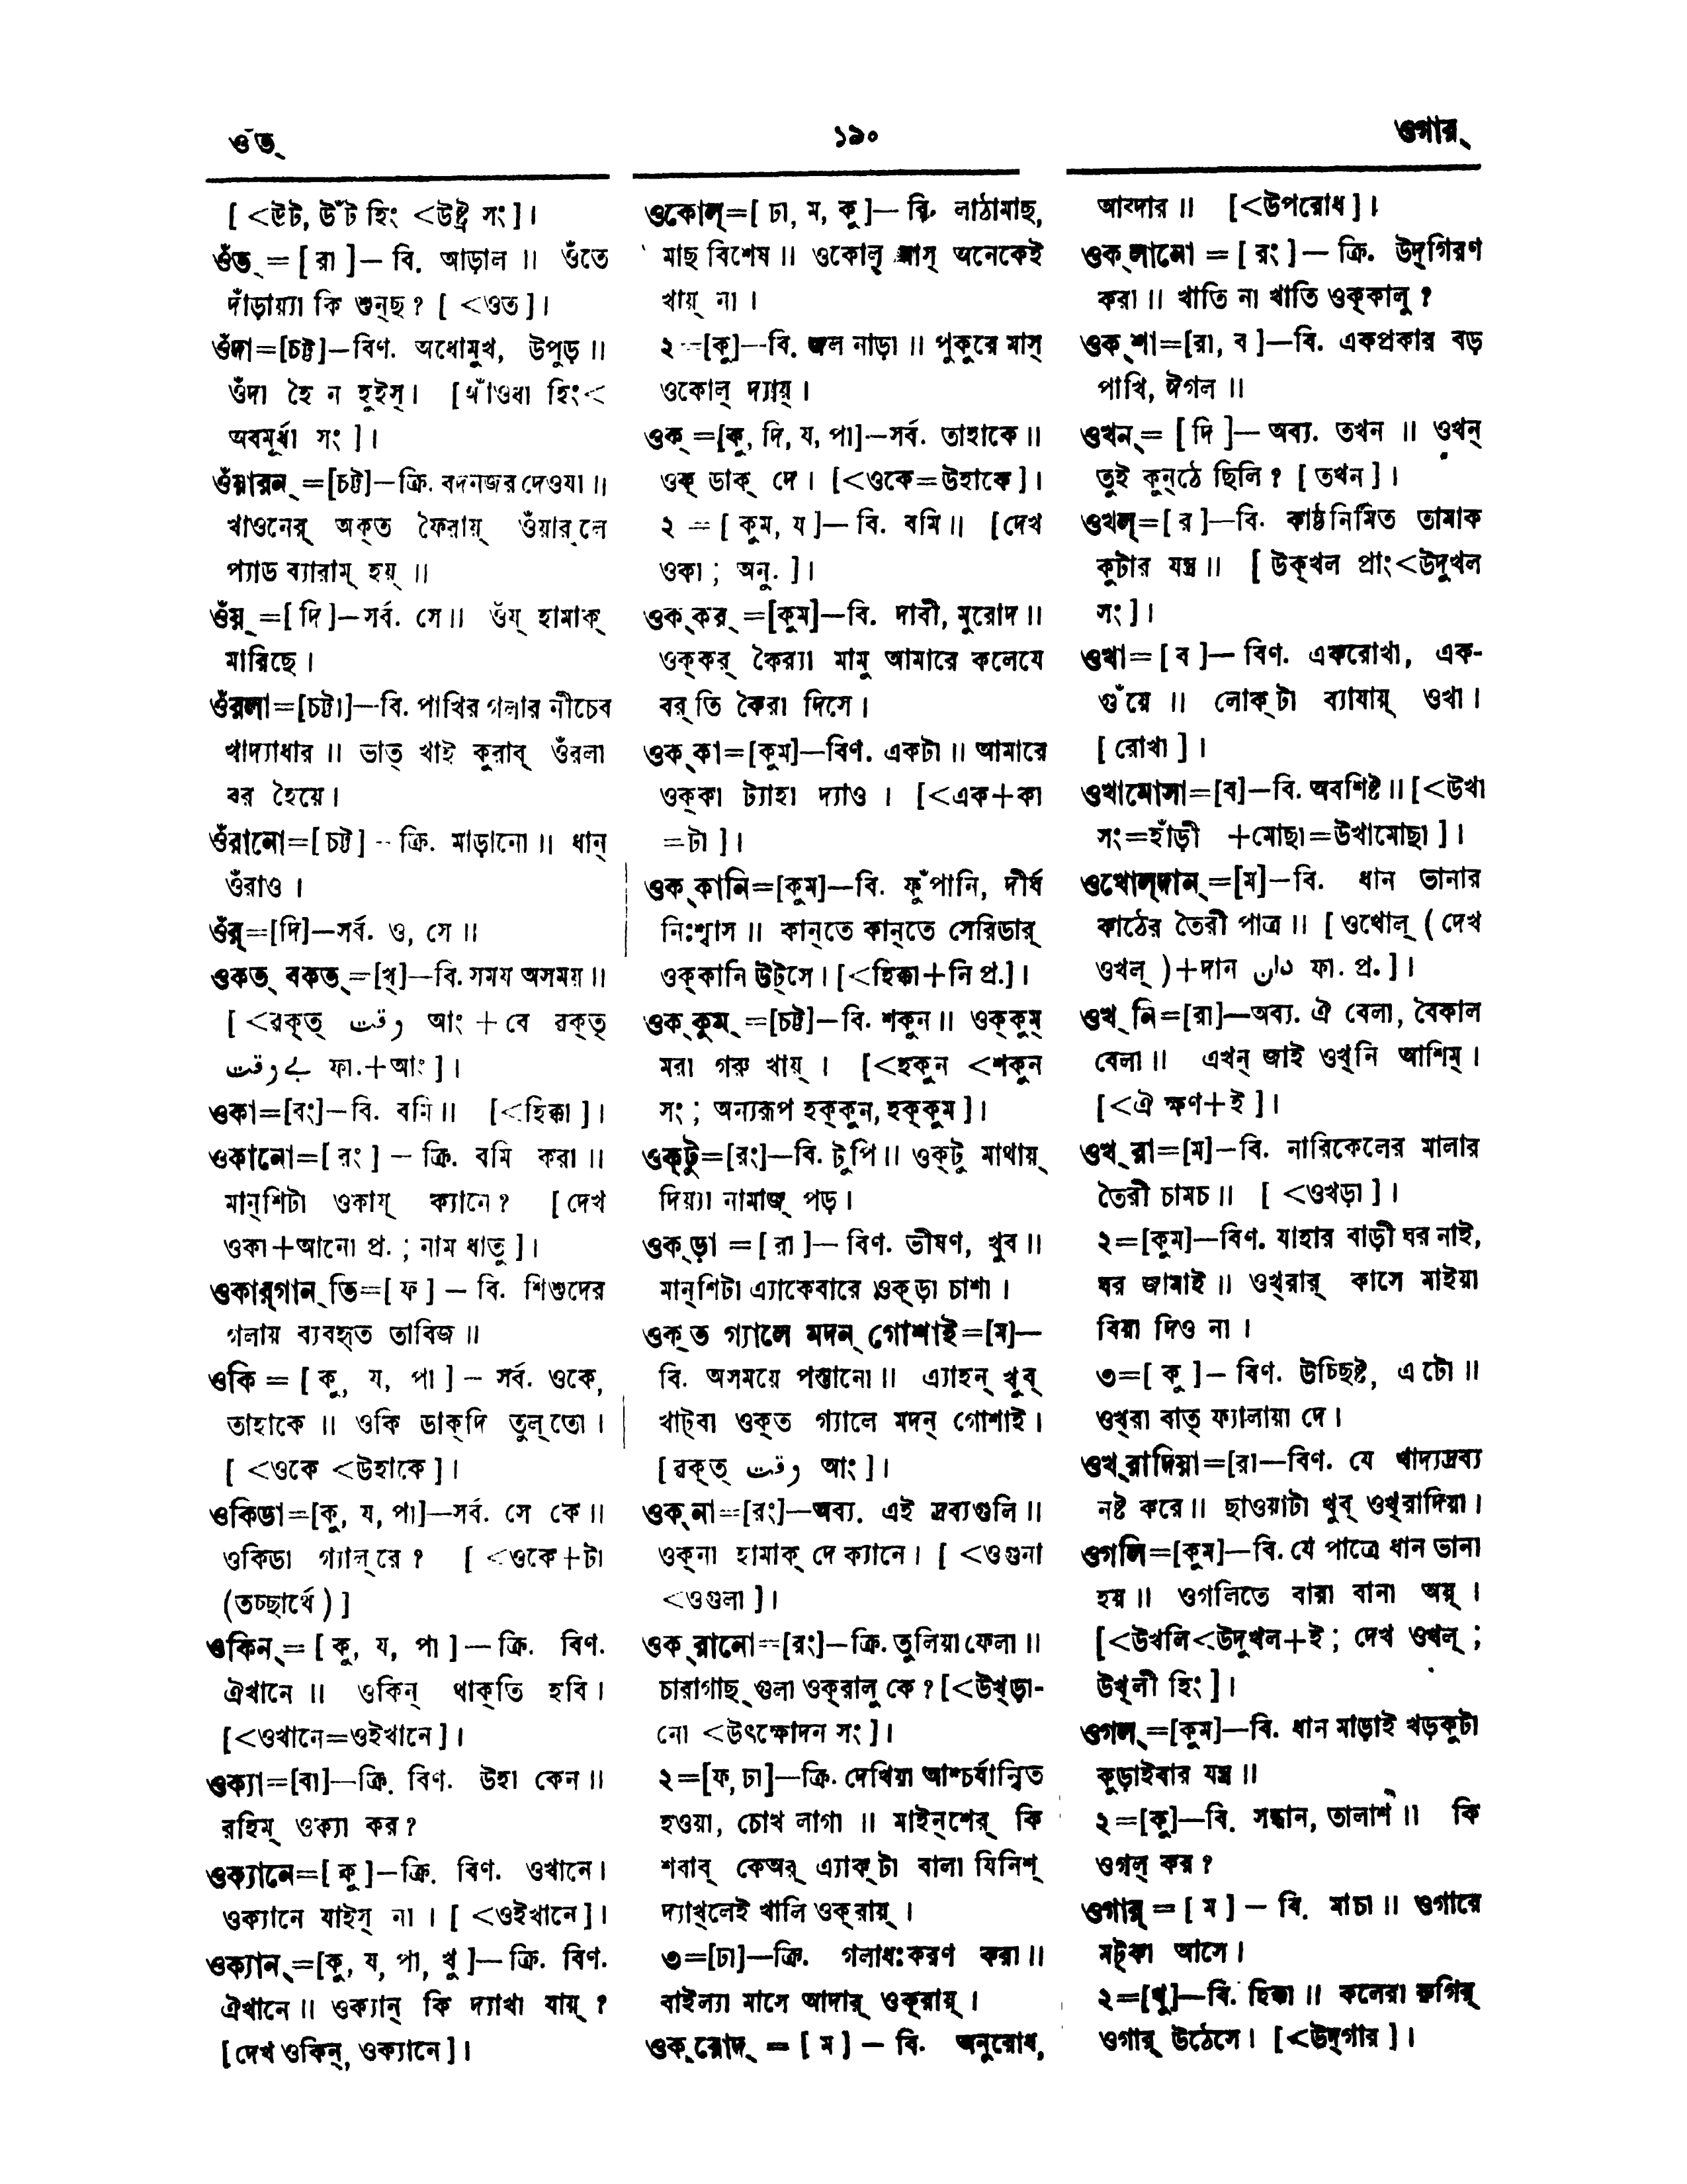 ওঁত্
১৯০
ওগার্
[ <উট, উঁট হিং <উষ্ট্র সং ]।
ওঁত্ = [ রা ]— বি. আড়াল ॥ ওঁতে
দাঁড়ায়্যা কি শুন্‌ছ ? [ <ওত ]।
ওঁদা=[চট্ট]—বিণ. অধোমুখ, উপুড় ॥
ওঁদা হৈ ন হুইস্। [ আঁওধা হিং<
অবমূর্ধা সং ]।
ওঁয়ারন্ =[চট্ট]—ক্রি. বদনজর দেওযা ॥
খাওনের্ অক্‌ত ফৈরায়্ ওঁয়ার্‌লে
প্যাড ব্যারাম্ হয়্ ॥
ওঁয়্ =[ দি ]—সর্ব. সে ॥ ওঁয্ হামাক্
মারিছে।
ওঁরলা=[চট্টা]—বি. পাখির গলার নীচেব
খাদ্যাধার ॥ ভাত্ খাই কুরাব্ ওঁরলা
বর হৈয়ে।
ওঁরানো=[ চট্ট ] – ক্রি. মাড়ানো ॥ ধান্
ওঁরাও ।
ওঁর্=[দি]—সর্ব. ও, সে ॥
ওকত্ বকত্=[খু]—বি. সময অসময় ॥
[ <ৱক্‌ত্ وقت আং + বে ৱক্‌ত্
بے وقت ফা.+আং ]।
ওকা=[বং]—বি. বমি ॥ [<হিক্কা ]।
ওকানো=[ রং ] – ক্রি. বমি করা ॥
মান্‌শিটা ওকায্ ক্যানে ? [ দেখ
ওকা+আনো প্র. ; নাম ধাতু ]।
ওকার্‌গান্‌তি=[ ফ ] – বি. শিশুদের
গলায় ব্যবহৃত তাবিজ ॥
ওকি = [ কু, য, পা ] – সর্ব. ওকে,
তাহাকে ॥ ওকি ডাক্‌দি তুল্‌তো ।
[ <ওকে <উহাকে ]।
ওকিডা=[কু, য, পা]—সর্ব. সে কে ॥
ওকিডা গ্যাল্‌রে ? [ <ওকে+টা
(তচ্ছার্থে ) ]
ওকিন্=[ কু, য, পা ]—ক্রি. বিণ.
ঐখানে ॥ ওকিন্ থাক্‌তি হবি।
[<ওখানে=ওইখানে ]।
ওক্যা=[বা]—ক্রি. বিণ. উহা কেন ॥
রহিম্ ওক্যা কর ?
ওক্যানে=[ কু ]—ক্রি. বিণ. ওখানে।
ওক্যানে যাইস্ না । [ <ওইখানে ]।
ওক্যান্=[কু, য, পা, খু ]— ক্রি. বিণ.
ঐখানে ॥ ওক্যান্ কি দ্যাখা যায়্ ?
[ দেখ ওকিন্, ওক্যানে ]।
ওকোল্=[ ঢা, ম, কু ]— বি. লাঠামাছ,
মাছ বিশেষ ॥ ওকোল্ মাস্ অনেকেই
খায়্ না ।
২ =[কু]—বি. জল নাড়া ॥ পুকুরে মাস্
ওকোল্ দ্যায়্ ।
ওক্ =[কু, দি, য, পা]—সর্ব. তাহাকে ॥
ওক্ ডাক্ দে । [<ওকে=উহাকে ]।
২ = [ কুম, য ]— বি. বমি ॥ [দেখ
ওকা ; অনু. ]।
ওক্‌কর্ =[কুম]—বি. দাবী, মুরোদ ॥
ওক্‌কর্ কৈর‍্যা মামু আমারে কলেযে
বর্‌তি কৈরা দিসে।
ওক্‌কা=[কুম]—বিণ. একটা ॥ আমারে
ওক্‌কা ট্যাহা দ্যাও । [<এক+কা
=টা ]।
ওক্‌কানি=[কুম]—বি. ফুঁপানি, দীর্ঘ
নিঃশ্বাস ॥ কান্‌তে কান্‌তে সেরিডার্
ওক্‌কানি উট্‌সে। [<হিক্কা+নি প্র.]।
ওক্‌কুম্ =[চট্ট]—বি. শকুন ॥ ওক্‌কুম্
মরা গরু খায়্ । [<হকুন <শকুন
সং ; অন্যরূপ হক্‌কুন, হক্‌কুম ]।
ওক্‌টু=[রং]—বি. টুপি ॥ ওক্‌টু মাথায়্
দিয়্যা নামাজ্ পড়।
ওক্‌ড়া = [ রা ]— বিণ. ভীষণ, খুব ॥
মান্‌শিটা এ্যাকেবারে ওক্‌ড়া চাশা।
ওক্‌ত গ্যালে মদন্ গোশাই=[ম]—
বি. অসময়ে পস্তানো ॥ এ্যাহন্ খুব্
খাট্‌বা ওক্‌ত গ্যালে মদন্ গোশাই।
[ ৱক্‌ত্ وقت আং ]।
ওক্‌না=[রং]—অব্য. এই দ্রব্যগুলি ॥
ওক্‌না হামাক্ দে ক্যানে। [ <ওগুনা
<ওগুলা ]।
ওক্‌রানো=[রং]—ক্রি. তুলিয়া ফেলা ॥
চারাগাছ্ গুলা ওক্‌রালু কে ? [<উখ্‌ড়া-
নো <উৎক্ষোদন সং ]।
২=[ফ, ঢা]—ক্রি. দেখিয়া আশ্চর্যান্বিত
হওয়া, চোখ লাগা ॥ মাইন্‌শের্ কি
শবাব্ কেঅর্ এ্যাক্‌টা বালা যিনিশ্
দ্যাখ্‌লেই খালি ওক্‌রায়্ ।
৩=[ঢা]—ক্রি. গলাধঃকরণ করা ॥
বাইল্যা মাসে আদার্ ওক্‌রায়্ ।
ওক্‌রোদ্ = [ ম ] – বি. অনুরোধ,
আব্দার ॥ [<উপরোধ ]।
ওক্‌লানো = [ রং ]— ক্রি. উদ্‌গিরণ
করা ॥ খাতি না খাতি ওক্‌কালু ?
ওক্‌শা=[রা, ব ]—বি. একপ্রকার বড়
পাখি, ঈগল ॥
ওখন্= [ দি ]— অব্য. তখন ॥ ওখন্
তুই কুন্‌ঠে ছিলি ? [ তখন ]।
ওখল্=[ র ]—বি. কাষ্ঠনির্মিত তামাক
কুটার যন্ত্র ॥ [ উক্‌খল প্রাং<উদুখল
সং ]।
ওখা=[ ব ]— বিণ. একরোখা, এক-
গুঁয়ে ॥ লোক্‌টা ব্যাযায়্ ওখা।
[ রোখা ]।
ওখামোসা=[ব]—বি. অবশিষ্ট ॥ [<উখা
সং=হাঁড়ী +মোছা=উখামোছা ]।
ওখোল্‌দান্=[ম]—বি. ধান ভানার
কাঠের তৈরী পাত্র ॥ [ ওখোল্ ( দেখ
ওখল্ )+দান دان ফা. প্র. ]।
ওখ্‌নি=[রা]—অব্য. ঐ বেলা, বৈকাল
বেলা ॥ এখন্ জাই ওখ্‌নি আশিম্।
[<ঐ ক্ষণ+ই ]।
ওখ্‌রা=[ম]—বি. নারিকেলের মালার
তৈরী চামচ ॥ [ <ওখড়া ]।
২=[কুম]—বিণ. যাহার বাড়ী ঘর নাই,
ঘর জামাই ॥ ওখ্‌রার্ কাসে মাইয়া
বিয়া দিও না।
৩=[ কু ]– বিণ. উচিছষ্ট, এ টো ॥
ওখ্‌রা বাত্ ফ্যালায়া দে।
ওখ্‌রাদিয়া=[রা—বিণ. যে খাদ্যদ্রব্য
নষ্ট করে ॥ ছাওয়াটা খুব্ ওখ্‌রাদিয়া।
ওগলি=[কুম]—বি. যে পাত্রে ধান ভানা
হয় ॥ ওগলিতে বারা বানা অয়্ ।
[<উখলি<উদুখল+ই ; দেখ ওখল্ ;
উখ্‌লী হিং ]।
ওগল্=[কুম]—বি. ধান মাড়াই খড়কুটা
কুড়াইবার যন্ত্র ॥
২=[কু]—বি. সন্ধান, তালাশ ॥ কি
ওগল্ কর ?
ওগার্ = [ ম ] – বি. মাচা ॥ ওগারে
মট্‌কা আসে।
২=[খু]—বি. হিক্কা ॥ কলেরা রুগির্
ওগার্ উঠেসে। [<উদ্‌গার ]।